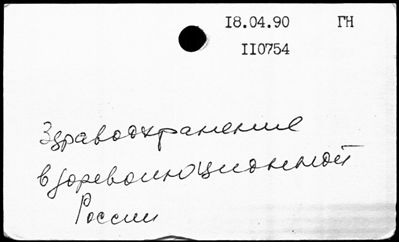 18.04.90 ГН
110754
Здравоохранение
в дореволюционной
России